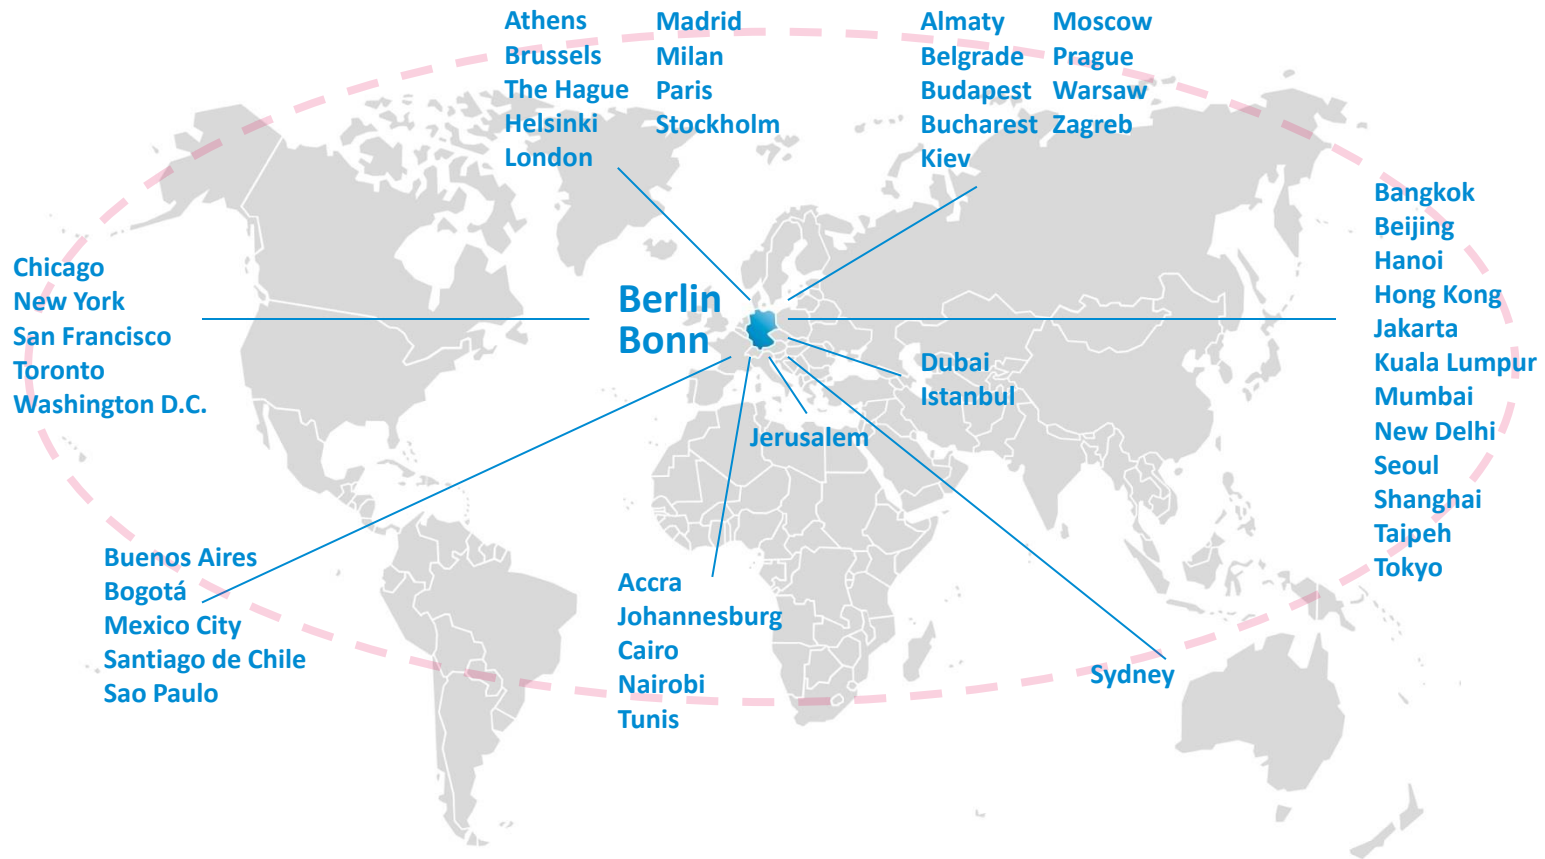 Athens
Brussels
The Hague
Helsinki
London
Madrid
Milan
Paris
Stockholm
Almaty
Belgrade
Budapest
Bucharest
Kiev
Moscow
Prague
Warsaw
Zagreb
Chicago
New York
San Francisco
Toronto
Washington D.C.
Berlin
Bonn
Bangkok
Beijing
Hanoi
Hong Kong
Jakarta
Kuala Lumpur
Mumbai
New Delhi
Seoul
Shanghai
Taipeh
Tokyo
Dubai
Istanbul
Jerusalem
Buenos Aires
Bogotá
Mexico City
Santiago de Chile
Sao Paulo
Accra
Johannesburg
Cairo
Nairobi
Tunis
Sydney